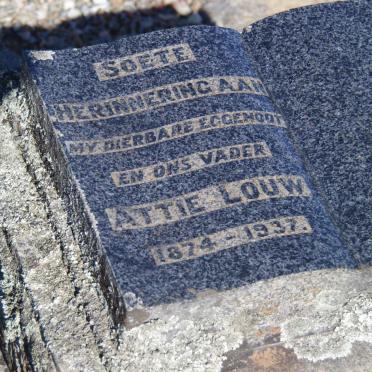 SOETE
HERINNERING AAN
MY DIERBARE EGGENOOT
EN ONS VADER
ATTIE LOUW
1874 - 1937.